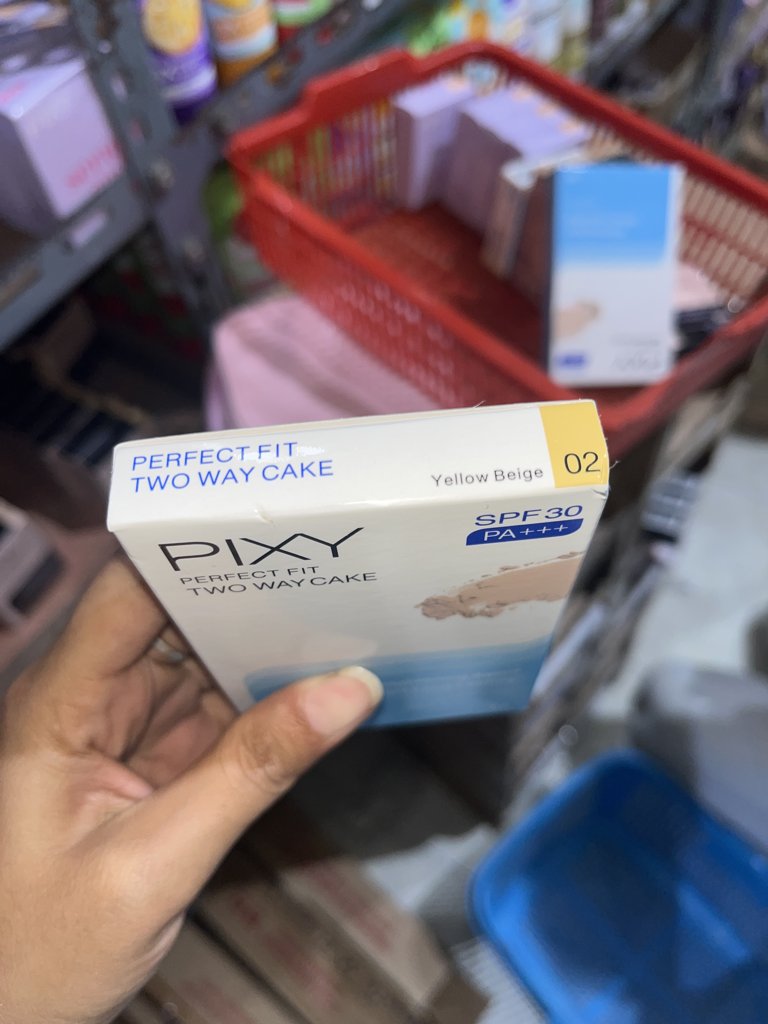 PERFECT FIT
TWO WAY CAKE
Yellow Beige
02
PIXY
PERFECT FIT
TWO WAY CAKE
SPF 30
PA+++